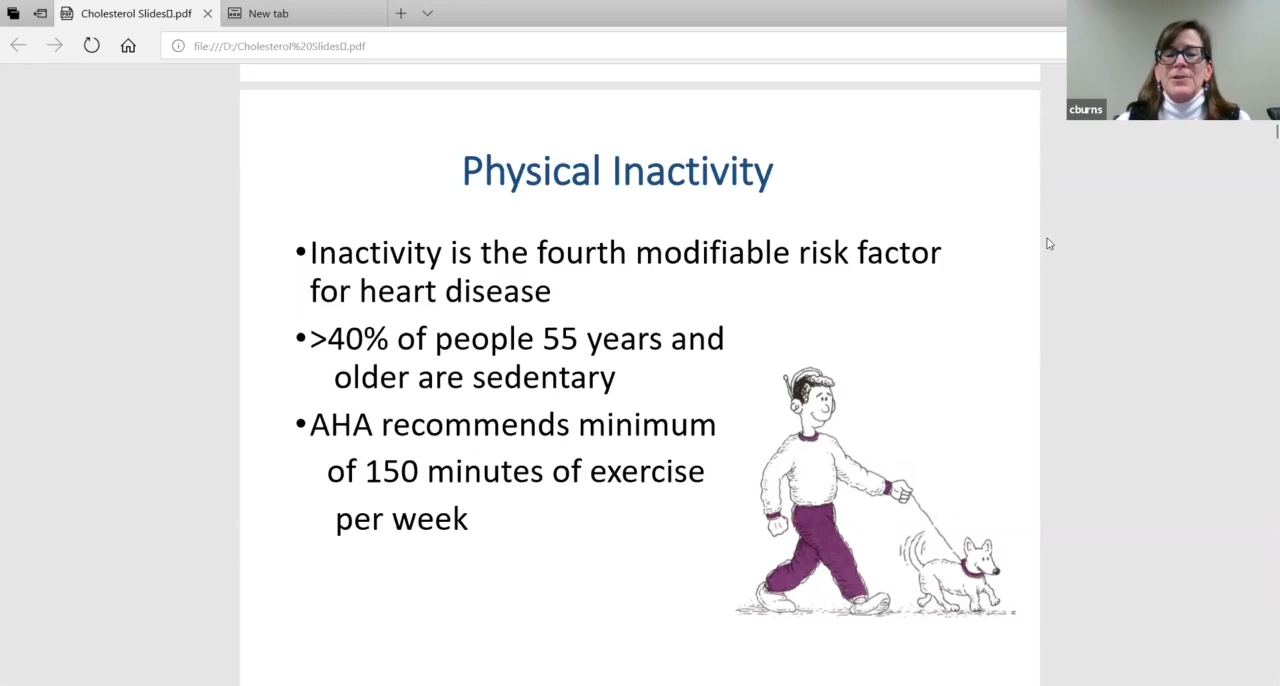 Cholesterol Slides▯.pdf
New tab
file:///D:/Cholesterol%20Slides▯.pdf
cburns
Physical Inactivity
•Inactivity is the fourth modifiable risk factor
for heart disease
•>40% of people 55 years and
older are sedentary
•AHA recommends minimum
of 150 minutes of exercise
per week